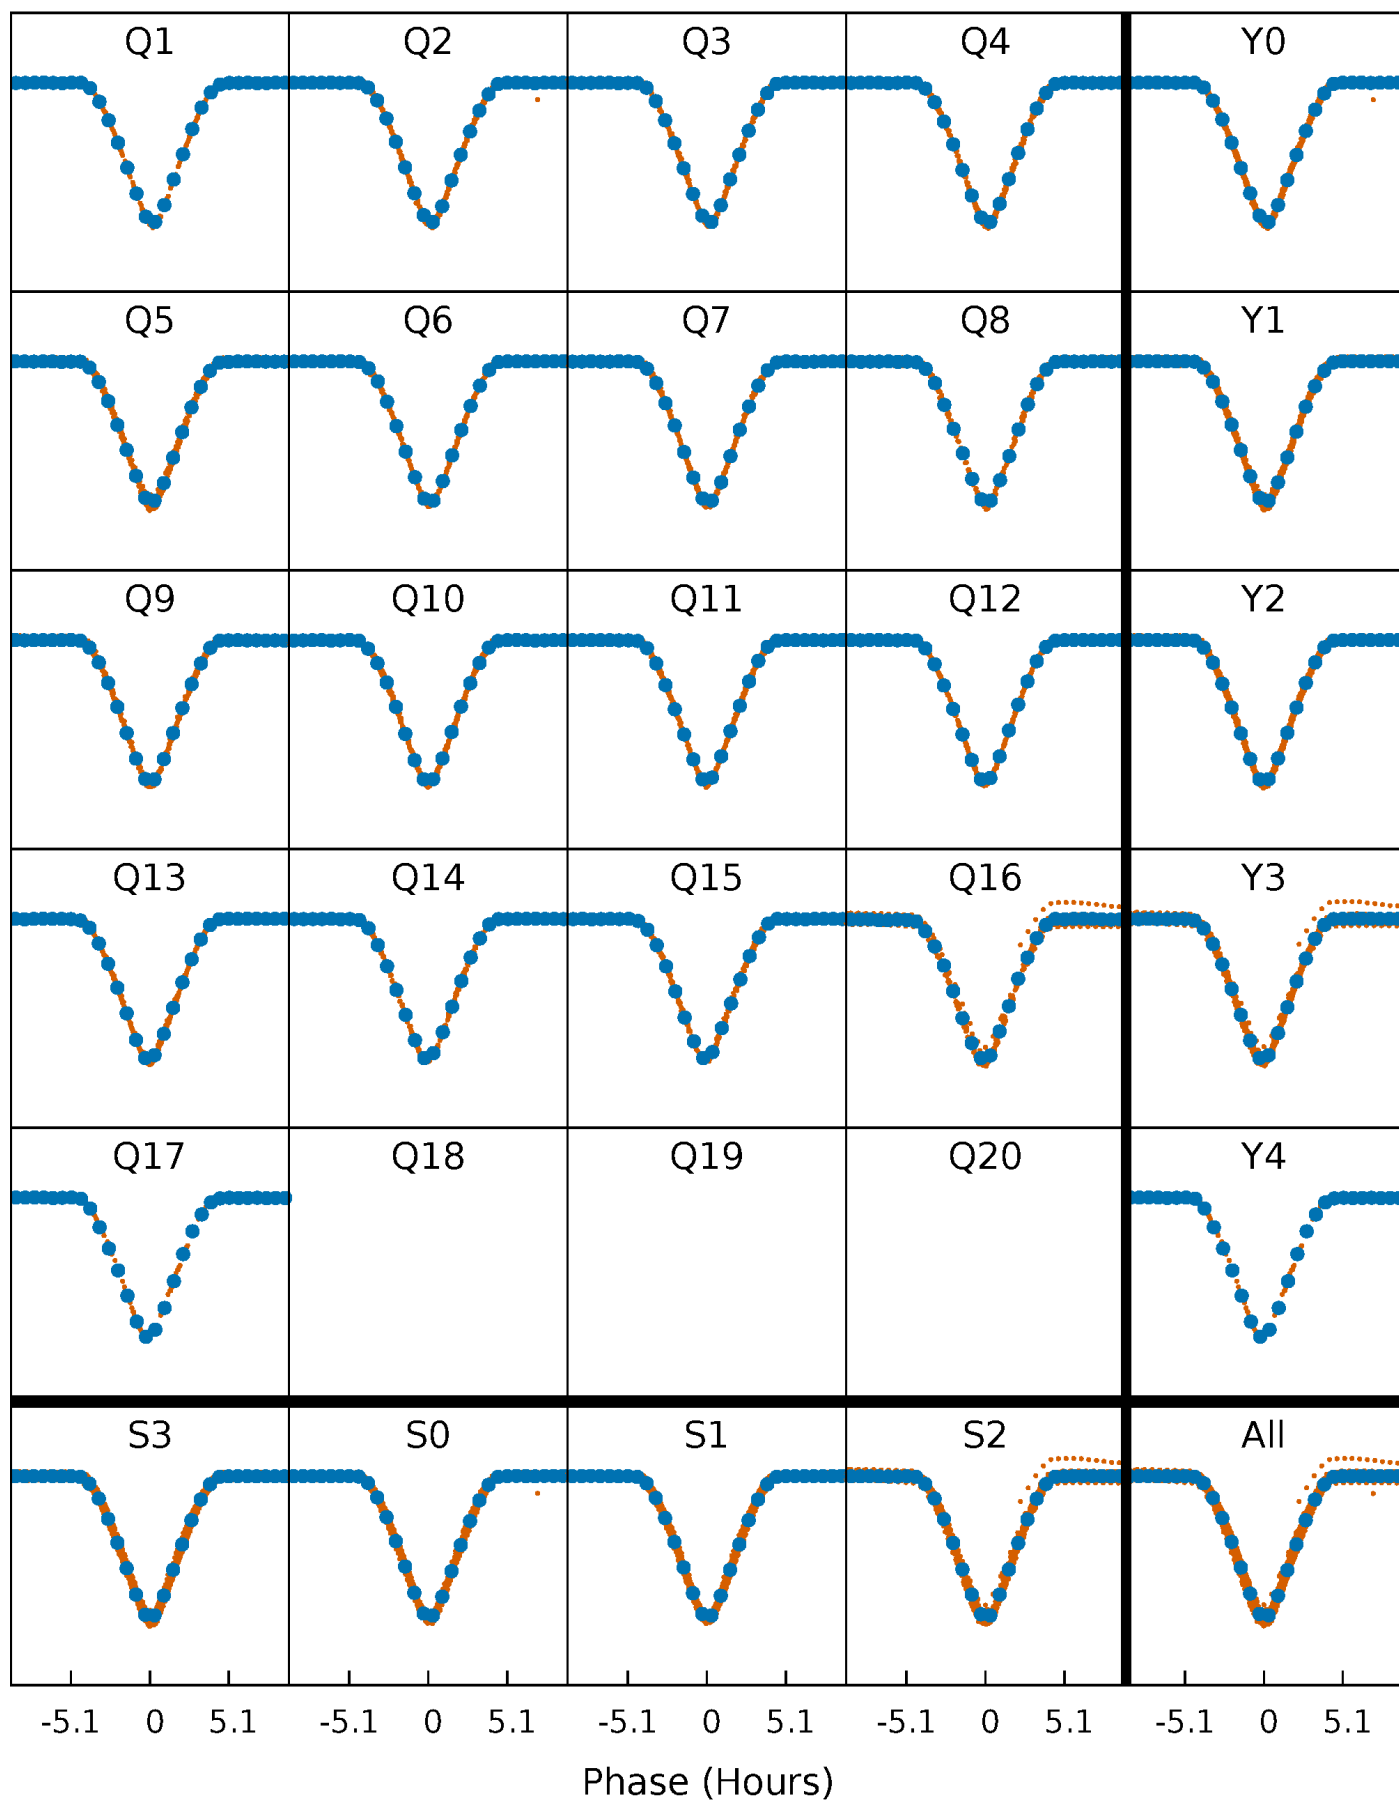 Q1 Q2 Q3 Q4 Y0
Q5 Q6 Q7 Q8 Y1
Q9 Q10 Q11 Q12 Y2
Q13 Q14 Q15 Q16 Y3
Q17 Q18 Q19 Q20 Y4
S3 S0 S1 S2 All
-5.1 0 5.1 -5.1 0 5.1 -5.1 0 5.1 -5.1 0 5.1 -5.1 0 5.1
Phase (Hours)